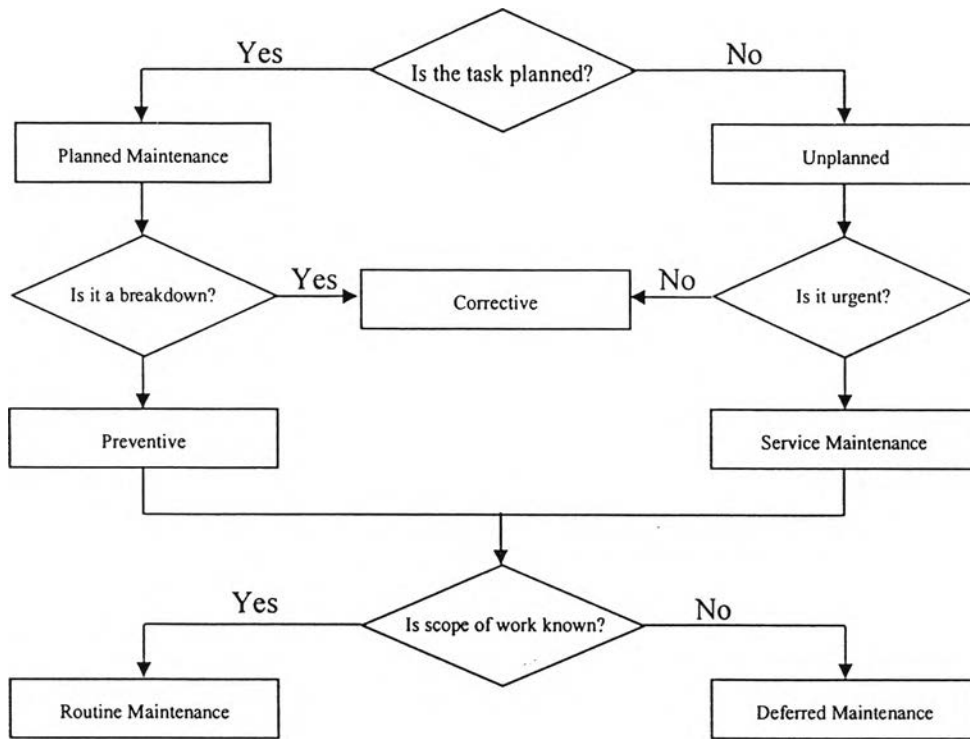 Yes
Is the task planned?
No
Planned Maintenance
Unplanned
Is it a breakdown?
Yes
Corrective
No
Is it urgent?
Preventive
Service Maintenance
Yes
Is scope of work known?
No
Routine Maintenance
Deferred Maintenance